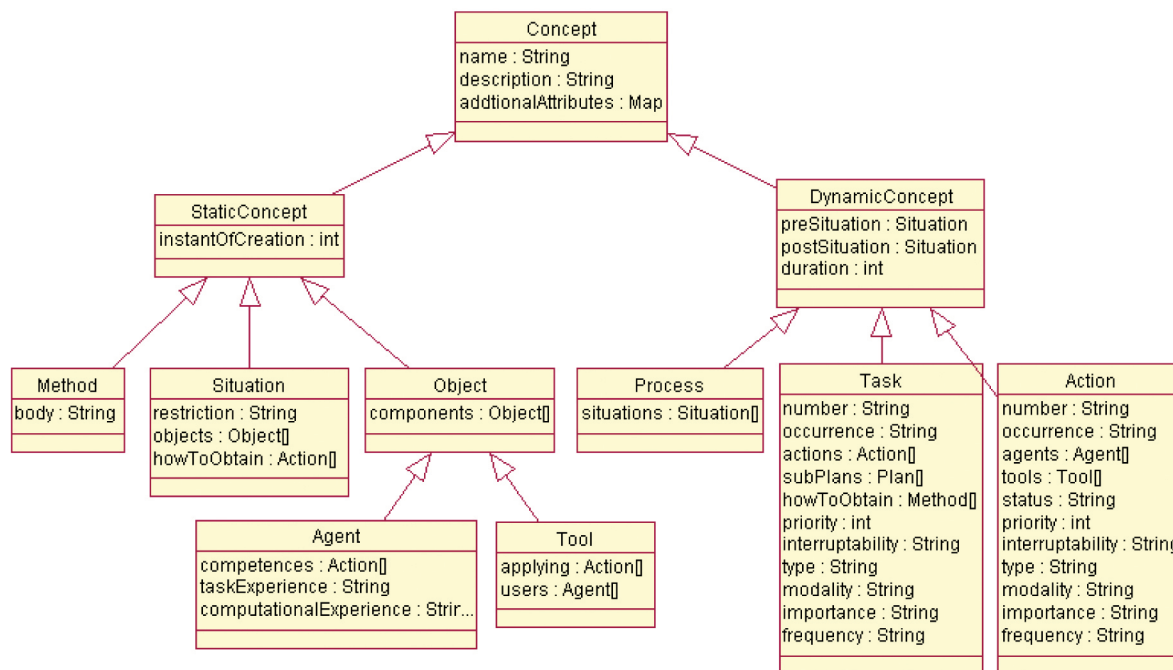 Concept
name : String
description : String
addtionalAttributes : Map
StaticConcept
instantOfCreation : int
DynamicConcept
preSituation : Situation
postSituation : Situation
duration : int
Method
body : String
Situation
restriction : String
objects : Object[]
howToObtain : Action[]
Object
components : Object[]
Process
situations : Situation[]
Task
number : String
occurrence : String
actions : Action[]
subPlans : Plan[]
howToObtain : Method[]
priority : int
interruptability : String
type : String
modality : String
importance : String
frequency : String
Action
number : String
occurrence : String
agents : Agent[]
tools : Tool[]
status : String
priority : int
interruptability : String
type : String
modality : String
importance : String
frequency : String
Agent
competences : Action[]
taskExperience : String
computationalExperience : Strir...
Tool
applying : Action[]
users : Agent[]